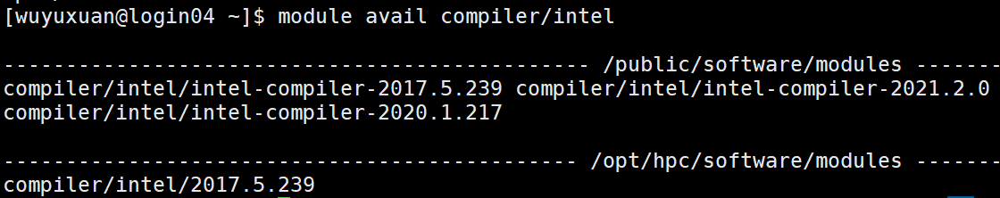 [wuyuxuan@login04 ~]$ module avail compiler/intel
----------------------------------------------- /public/software/modules -------
compiler/intel/intel-compiler-2017.5.239 compiler/intel/intel-compiler-2021.2.0
compiler/intel/intel-compiler-2020.1.217
---------------------------------------------- /opt/hpc/software/modules -------
compiler/intel/2017.5.239